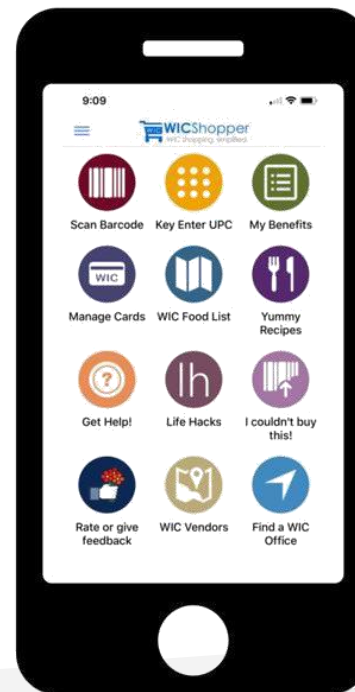 9:09
WICShopper
WIC Shopping, simplified.
Scan Barcode
Key Enter UPC
My Benefits
WIC
Manage Cards
WIC Food List
Yummy
Recipes
?
Get Help!
lh
Life Hacks
I couldn't buy
this!
Rate or give
feedback
WIC Vendors
Find a WIC
Office